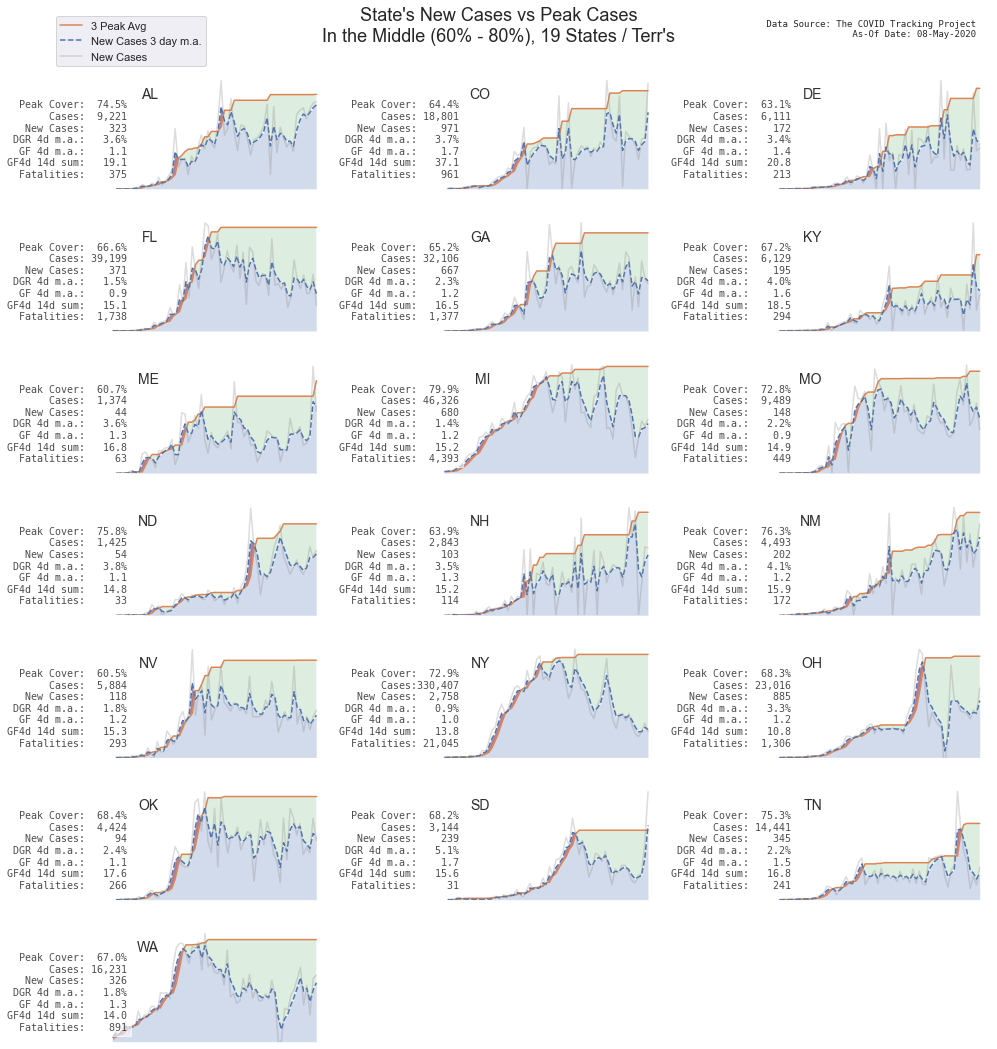 State's New Cases vs Peak Cases
In the Middle (60% - 80%), 19 States / Terr's
3 Peak Avg
New Cases 3 day m.a.
New Cases
Data Source: The COVID Tracking Project
As-Of Date: 08-May-2020
AL
Peak Cover: 74.5%
Cases: 9,221
New Cases: 323
DGR 4d m.a.: 3.6%
GF 4d m.a.: 1.1
GF4d 14d sum: 19.1
Fatalities: 375
CO
Peak Cover: 64.4%
Cases: 18,801
New Cases: 971
DGR 4d m.a.: 3.7%
GF 4d m.a.: 1.7
GF4d 14d sum: 37.1
Fatalities: 961
DE
Peak Cover: 63.1%
Cases: 6,111
New Cases: 172
DGR 4d m.a.: 3.4%
GF 4d m.a.: 1.4
GF4d 14d sum: 20.8
Fatalities: 213
FL
Peak Cover: 66.6%
Cases: 39,199
New Cases: 371
DGR 4d m.a.: 1.5%
GF 4d m.a.: 0.9
GF4d 14d sum: 15.1
Fatalities: 1,738
GA
Peak Cover: 65.2%
Cases: 32,106
New Cases: 667
DGR 4d m.a.: 2.3%
GF 4d m.a.: 1.2
GF4d 14d sum: 16.5
Fatalities: 1,377
KY
Peak Cover: 67.2%
Cases: 6,129
New Cases: 195
DGR 4d m.a.: 4.0%
GF 4d m.a.: 1.6
GF4d 14d sum: 18.5
Fatalities: 294
ME
Peak Cover: 60.7%
Cases: 1,374
New Cases: 44
DGR 4d m.a.: 3.6%
GF 4d m.a.: 1.3
GF4d 14d sum: 16.8
Fatalities: 63
MI
Peak Cover: 79.9%
Cases: 46,326
New Cases: 680
DGR 4d m.a.: 1.4%
GF 4d m.a.: 1.2
GF4d 14d sum: 15.2
Fatalities: 4,393
MO
Peak Cover: 72.8%
Cases: 9,489
New Cases: 148
DGR 4d m.a.: 2.2%
GF 4d m.a.: 0.9
GF4d 14d sum: 14.9
Fatalities: 449
ND
Peak Cover: 75.8%
Cases: 1,425
New Cases: 54
DGR 4d m.a.: 3.8%
GF 4d m.a.: 1.1
GF4d 14d sum: 14.8
Fatalities: 33
NH
Peak Cover: 63.9%
Cases: 2,843
New Cases: 103
DGR 4d m.a.: 3.5%
GF 4d m.a.: 1.3
GF4d 14d sum: 15.2
Fatalities: 114
NM
Peak Cover: 76.3%
Cases: 4,493
New Cases: 202
DGR 4d m.a.: 4.1%
GF 4d m.a.: 1.2
GF4d 14d sum: 15.9
Fatalities: 172
NV
Peak Cover: 60.5%
Cases: 5,884
New Cases: 118
DGR 4d m.a.: 1.8%
GF 4d m.a.: 1.2
GF4d 14d sum: 15.3
Fatalities: 293
NY
Peak Cover: 72.9%
Cases:330,407
New Cases: 2,758
DGR 4d m.a.: 0.9%
GF 4d m.a.: 1.0
GF4d 14d sum: 13.8
Fatalities: 21,045
OH
Peak Cover: 68.3%
Cases: 23,016
New Cases: 885
DGR 4d m.a.: 3.3%
GF 4d m.a.: 1.2
GF4d 14d sum: 10.8
Fatalities: 1,306
OK
Peak Cover: 68.4%
Cases: 4,424
New Cases: 94
DGR 4d m.a.: 2.4%
GF 4d m.a.: 1.1
GF4d 14d sum: 17.6
Fatalities: 266
SD
Peak Cover: 68.2%
Cases: 3,144
New Cases: 239
DGR 4d m.a.: 5.1%
GF 4d m.a.: 1.7
GF4d 14d sum: 15.6
Fatalities: 31
TN
Peak Cover: 75.3%
Cases: 14,441
New Cases: 345
DGR 4d m.a.: 2.2%
GF 4d m.a.: 1.5
GF4d 14d sum: 16.8
Fatalities: 241
WA
Peak Cover: 67.0%
Cases: 16,231
New Cases: 326
DGR 4d m.a.: 1.8%
GF 4d m.a.: 1.3
GF4d 14d sum: 14.0
Fatalities: 891